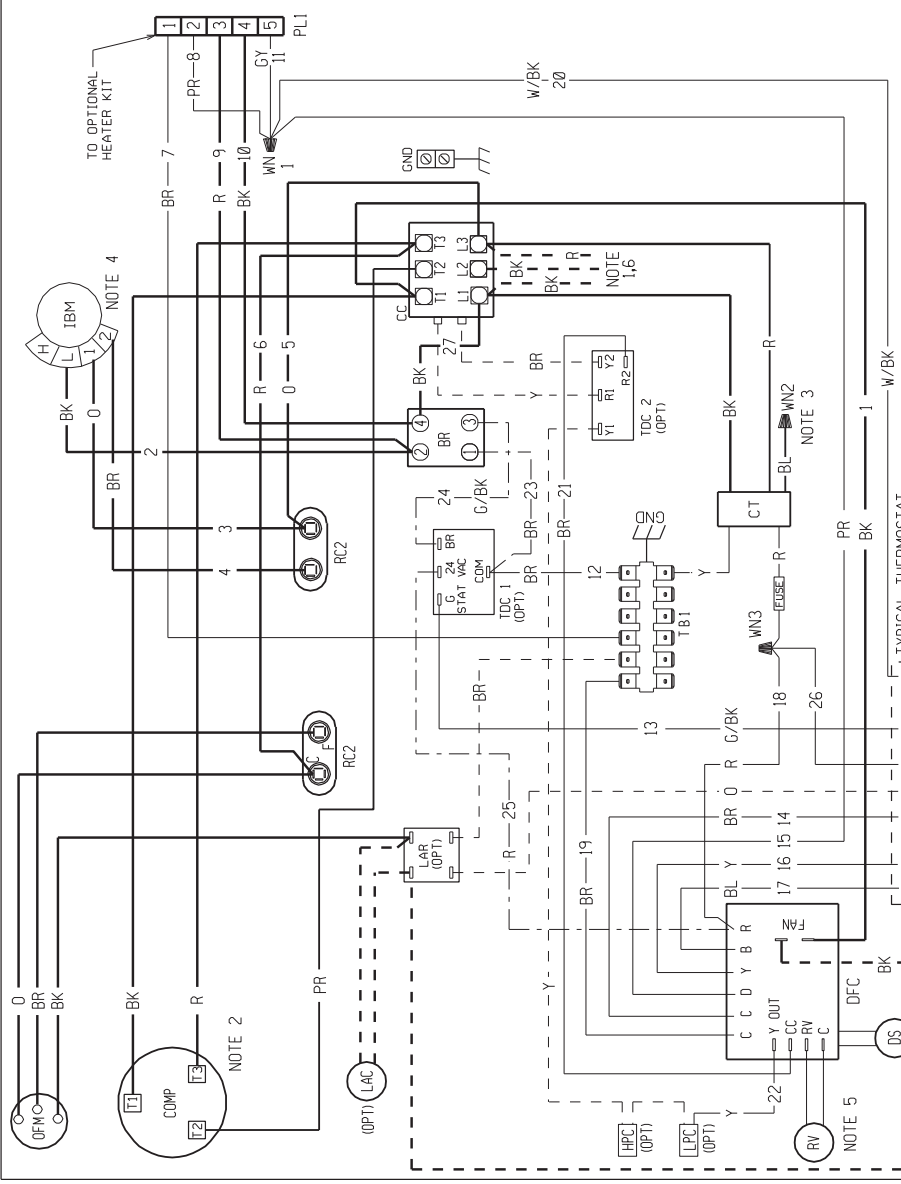 1
2
3
4
5
PL1
TO OPTIONAL
HEATER KIT
PR
8
GY
11
W/BK
20
BR
7
R
9
BK
10
WN
1
GND
IBM
H
L
1
2
NOTE 4
BK
O
BR
2
3
4
RC2
R
6
O
5
CC
T1
T2
T3
L1
L2
L3
BK
R
BK
NOTE
1,6
BK
27
BR
Y
4
2
3
1
BR
Y1
R1
Y2
R2
TDC 2
(OPT)
24
G/BK
BR
23
BR
21
BR
24
VAC
G
STAT
COM
TDC 1
(OPT)
BR
12
GND
TB1
Y
CT
BK
R
BL
WN2
NOTE 3
R
FUSE
WN3
18
26
W/BK
1
BK
PR
TYPICAL THERMOSTAT
O
BR
BK
OFM
BK
R
PR
T1
T2
T3
COMP
NOTE 2
C
F
RC2
LAR
(OPT)
(OPT)
LAC
BR
R
25
BR
19
13
G/BK
R
O
BR
14
15
Y
16
BL
17
Y
C
C
D
Y
B
R
FAN
Y OUT
CC
RV
C
DFC
BK
DS
22
Y
HPC
(OPT)
LPC
(OPT)
RV
NOTE 5